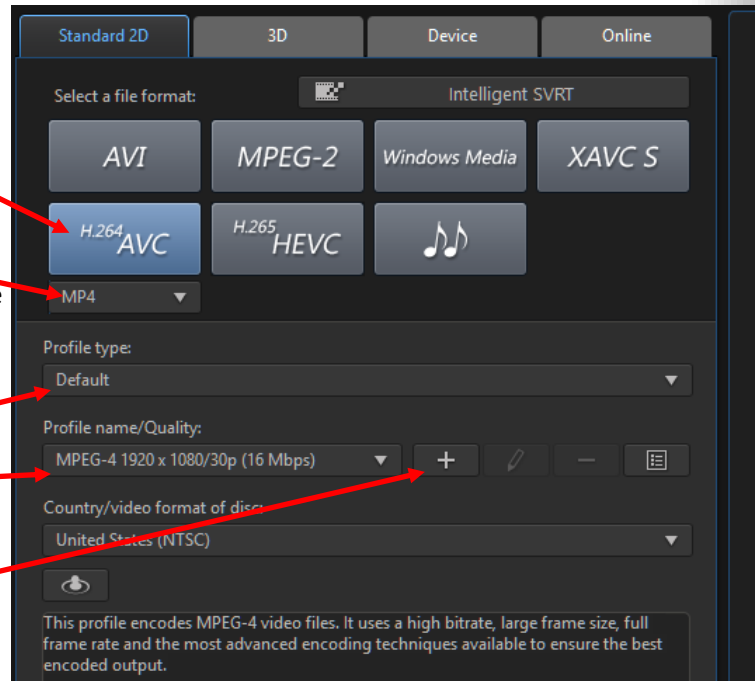 Standard 2D 3D Device Online
Select a file format: Intelligent SVRT
AVI MPEG-2 Windows Media XAVC S
H.264 AVC H.265 HEVC
MP4
e
Profile type:
Default
Profile name/Quality:
MPEG-4 1920 x 1080/30p (16 Mbps)
Country/video format of disc:
United States (NTSC)
This profile encodes MPEG-4 video files. It uses a high bitrate, large frame size, full
frame rate and the most advanced encoding techniques available to ensure the best
encoded output.